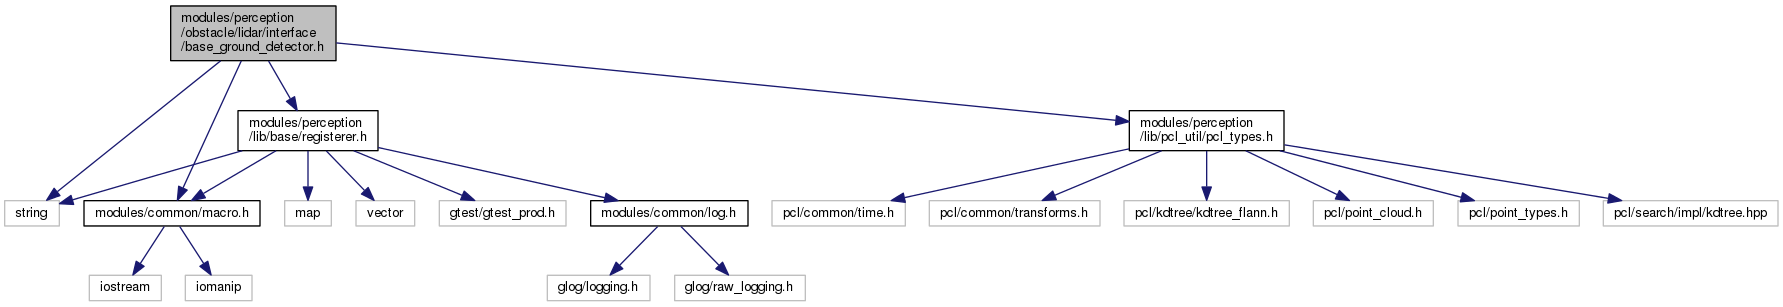 modules/perception
/obstacle/lidar/interface
/base_ground_detector.h
modules/perception
/lib/base/registerer.h
modules/perception
/lib/pcl_util/pcl_types.h
string
modules/common/macro.h
map
vector
gtest/gtest_prod.h
modules/common/log.h
pcl/common/time.h
pcl/common/transforms.h
pcl/kdtree/kdtree_flann.h
pcl/point_cloud.h
pcl/point_types.h
pcl/search/impl/kdtree.hpp
iostream
iomanip
glog/logging.h
glog/raw_logging.h